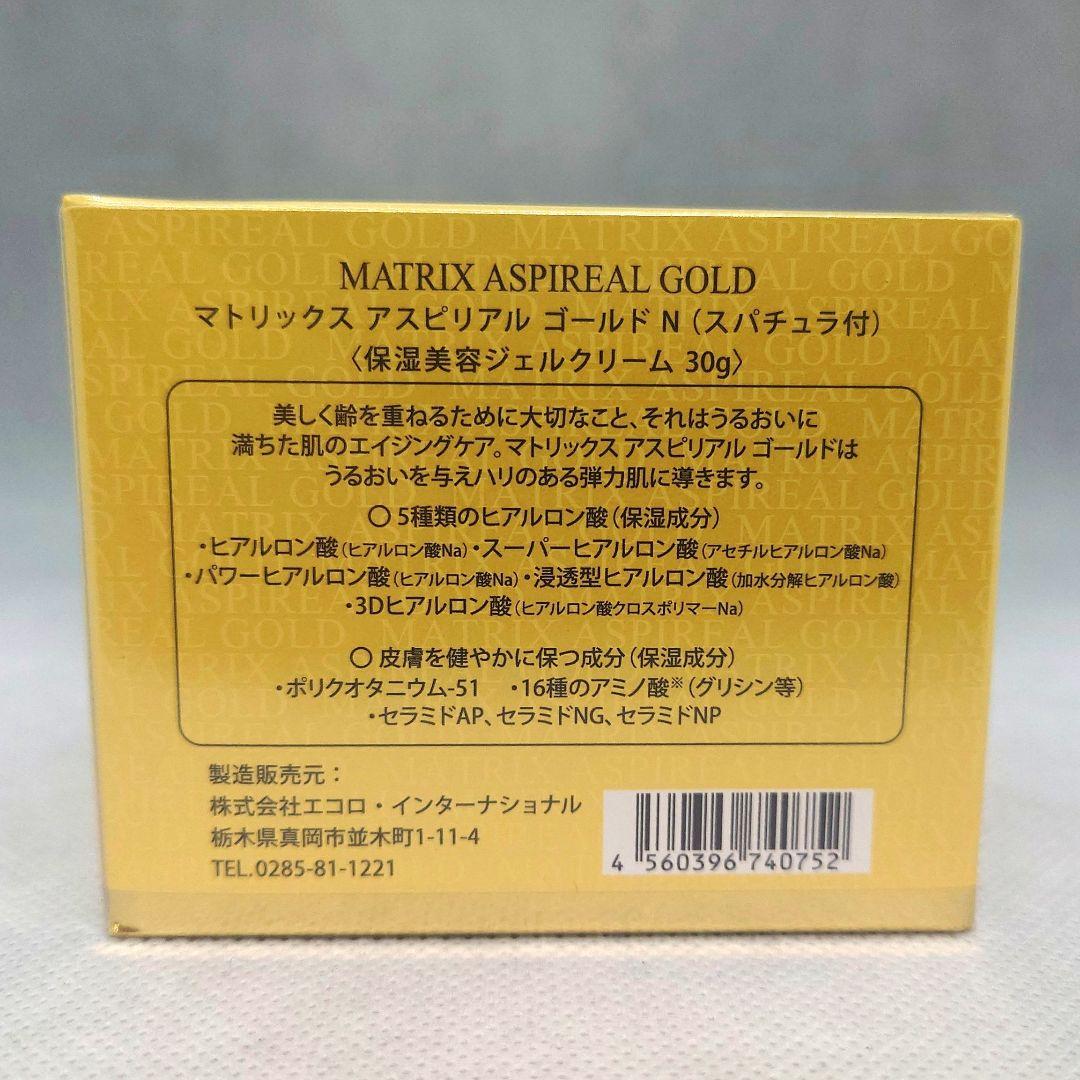 MATRIX ASPIREAL GOLD
マトリックス アスピリアル ゴールド N（スパチュラ付）
〈保湿美容ジェルクリーム 30g〉
美しく齢を重ねるために大切なこと、それはうるおいに
満ちた肌のエイジングケア。マトリックス アスピリアル ゴールドは
うるおいを与えハリのある弾力肌に導きます。
○ 5種類のヒアルロン酸（保湿成分）
・ヒアルロン酸（ヒアルロン酸Na）・スーパーヒアルロン酸（アセチルヒアルロン酸Na）
・パワーヒアルロン酸（ヒアルロン酸Na）・浸透型ヒアルロン酸（加水分解ヒアルロン酸）
・3Dヒアルロン酸（ヒアルロン酸クロスポリマーNa）
○ 皮膚を健やかに保つ成分（保湿成分）
・ポリクオタニウム-51 ・16種のアミノ酸※（グリシン等）
・セラミドAP、セラミドNG、セラミドNP
製造販売元：
株式会社エコロ・インターナショナル
栃木県真岡市並木町1-11-4
TEL.0285-81-1221
4 560396 740752